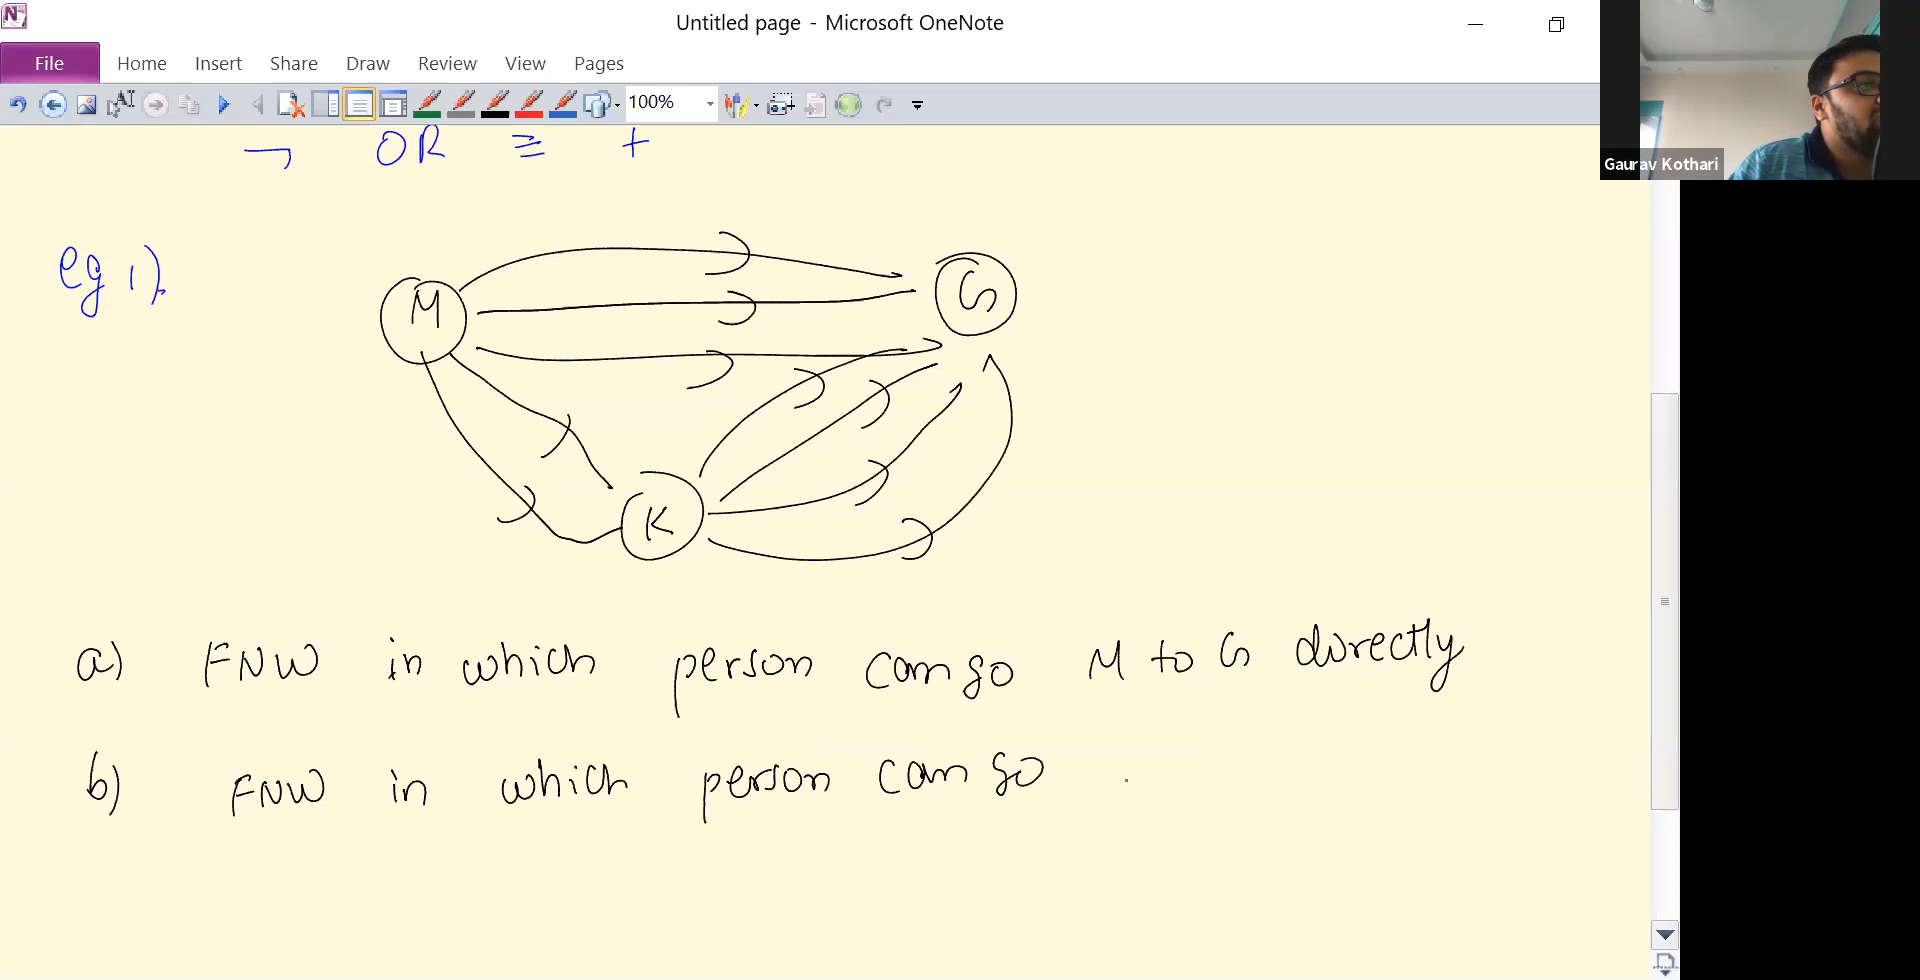 Untitled page - Microsoft OneNote
File Home Insert Share Draw Review View Pages
100%
Gaurav Kothari
¬ OR ≡ +
eg 1).
M G
K
a) FNW in which person can go M to G directly
b) FNW in which person can go